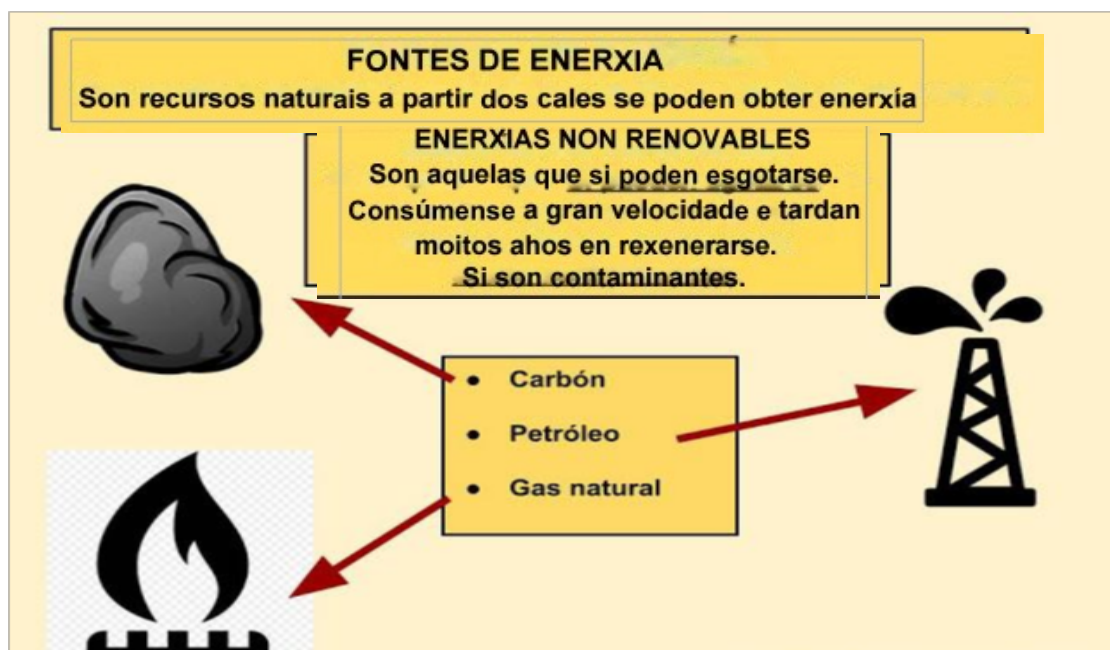 FONTES DE ENERXIA
Son recursos naturais a partir dos cales se poden obter enerxía
ENERXIAS NON RENOVABLES
Son aquelas que si poden esgotarse.
Consúmense a gran velocidade e tardan
moitos ahos en rexenerarse.
Si son contaminantes.
• Carbón
• Petróleo
• Gas natural